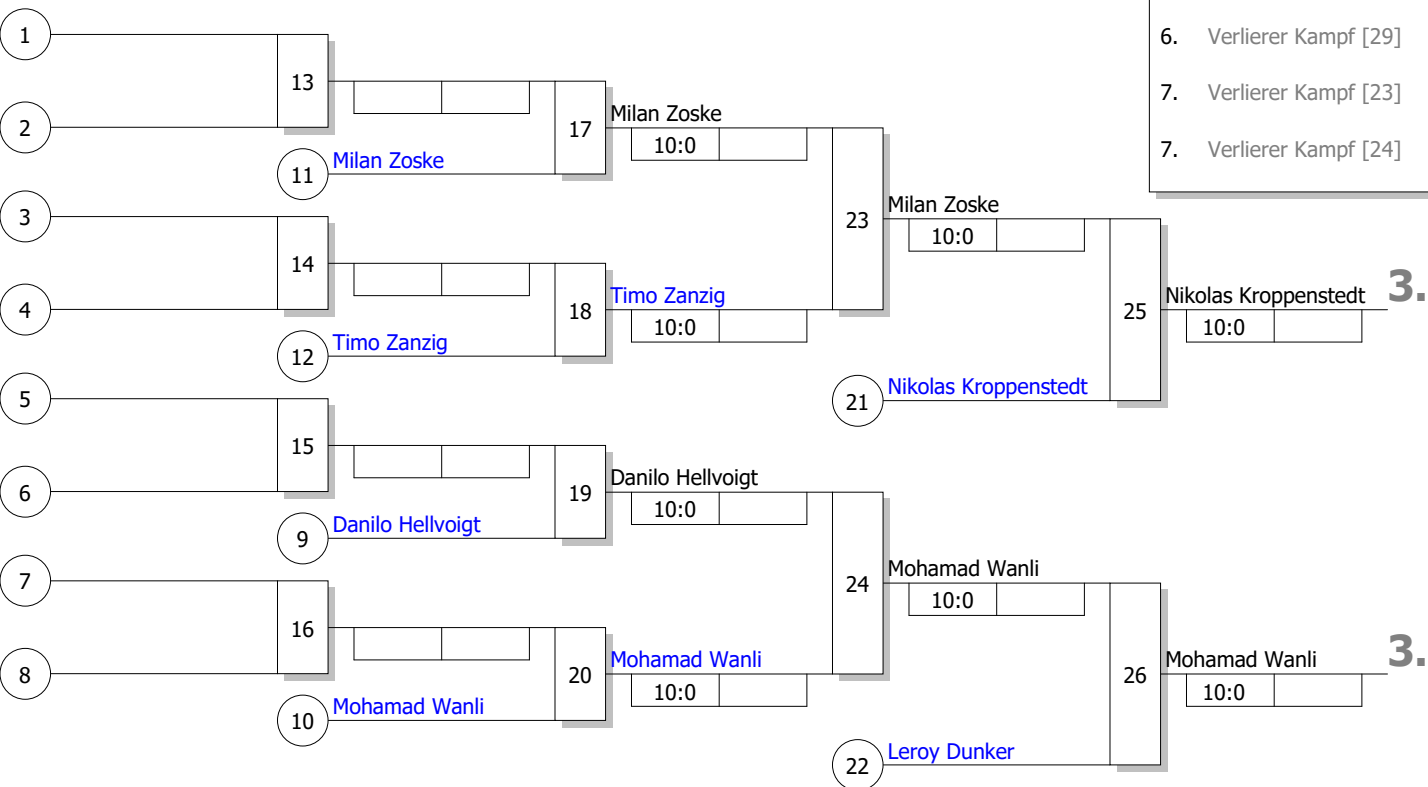 1
6. Verlierer Kampf [29]
13
7. Verlierer Kampf [23]
Milan Zoske
2
17
10:0
7. Verlierer Kampf [24]
Milan Zoske
11
3
Milan Zoske
23
10:0
14
3.
Timo Zanzig
Nikolas Kroppenstedt
4
18
25
10:0
10:0
Timo Zanzig
12
Nikolas Kroppenstedt
5
21
15
Danilo Hellvoigt
6
19
10:0
Danilo Hellvoigt
9
Mohamad Wanli
7
24
10:0
16
3.
Mohamad Wanli
Mohamad Wanli
8
20
26
10:0
10:0
Mohamad Wanli
10
Leroy Dunker
22